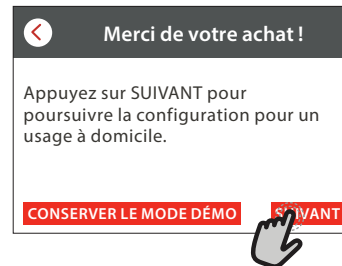 Merci de votre achat !
Appuyez sur SUIVANT pour
poursuivre la configuration pour un
usage à domicile.
CONSERVER LE MODE DÉMO
SUIVANT